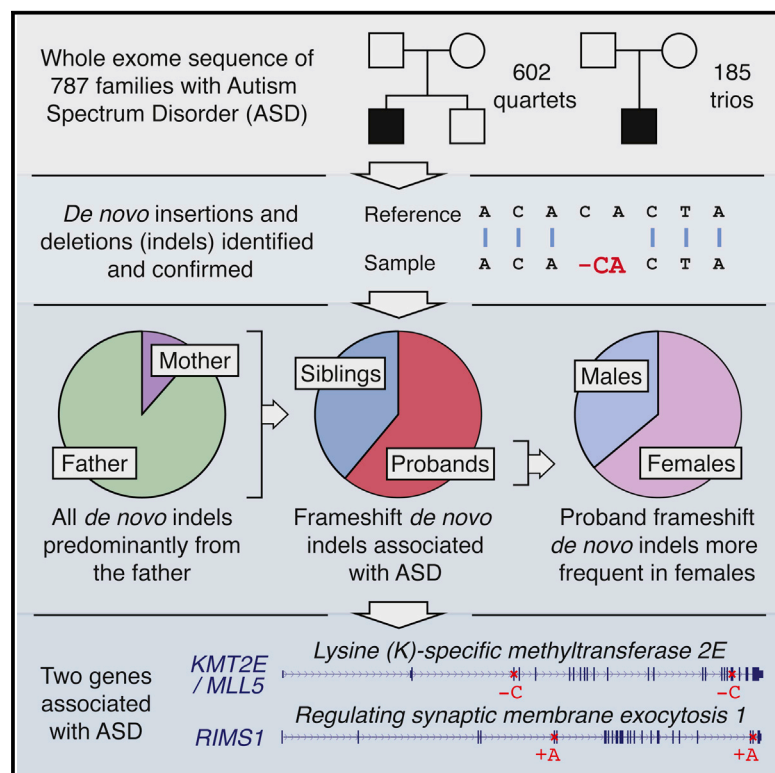 Whole exome sequence of
787 families with Autism
Spectrum Disorder (ASD)
602
quartets
185
trios
De novo insertions and
deletions (indels) identified
and confirmed
Reference A C A C A C T A
Sample A C A –CA C T A
Mother
Father
All de novo indels
predominantly from
the father
Siblings
Probands
Frameshift de novo
indels associated
with ASD
Males
Females
Proband frameshift
de novo indels more
frequent in females
Two genes
associated
with ASD
Lysine (K)-specific methyltransferase 2E
KMT2E
/ MLL5
–C –C
Regulating synaptic membrane exocytosis 1
RIMS1
+A +A